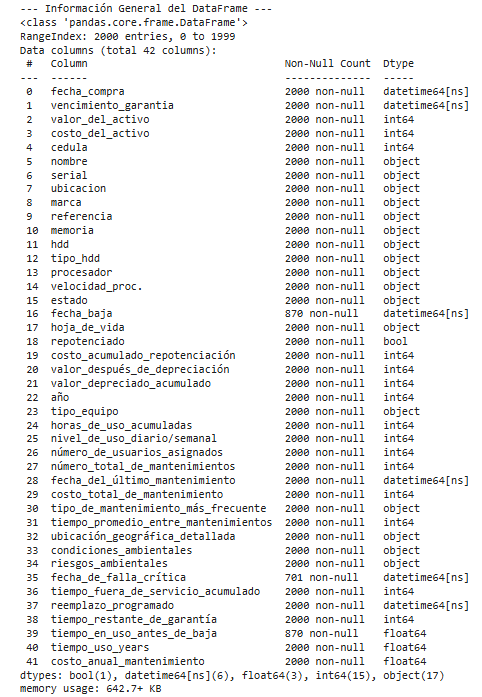 --- Información General del DataFrame ---
<class 'pandas.core.frame.DataFrame'>
RangeIndex: 2000 entries, 0 to 1999
Data columns (total 42 columns):
 #   Column                              Non-Null Count  Dtype
---  ------                              --------------  -----
 0   fecha_compra                        2000 non-null   datetime64[ns]
 1   vencimiento_garantia                2000 non-null   datetime64[ns]
 2   valor_del_activo                    2000 non-null   int64
 3   costo_del_activo                    2000 non-null   int64
 4   cedula                              2000 non-null   int64
 5   nombre                              2000 non-null   object
 6   serial                              2000 non-null   object
 7   ubicacion                           2000 non-null   object
 8   marca                               2000 non-null   object
 9   referencia                          2000 non-null   object
 10  memoria                             2000 non-null   object
 11  hdd                                 2000 non-null   object
 12  tipo_hdd                            2000 non-null   object
 13  procesador                          2000 non-null   object
 14  velocidad_proc.                     2000 non-null   object
 15  estado                              2000 non-null   object
 16  fecha_baja                          870 non-null    datetime64[ns]
 17  hoja_de_vida                        2000 non-null   object
 18  repotenciado                        2000 non-null   bool
 19  costo_acumulado_repotenciación      2000 non-null   int64
 20  valor_después_de_depreciación       2000 non-null   int64
 21  valor_depreciado_acumulado          2000 non-null   int64
 22  año                                 2000 non-null   int64
 23  tipo_equipo                         2000 non-null   object
 24  horas_de_uso_acumuladas             2000 non-null   int64
 25  nivel_de_uso_diario/semanal         2000 non-null   int64
 26  número_de_usuarios_asignados        2000 non-null   int64
 27  número_total_de_mantenimientos      2000 non-null   int64
 28  fecha_del_último_mantenimiento      2000 non-null   datetime64[ns]
 29  costo_total_de_mantenimiento        2000 non-null   int64
 30  tipo_de_mantenimiento_más_frecuente  2000 non-null   object
 31  tiempo_promedio_entre_mantenimientos  2000 non-null   int64
 32  ubicación_geográfica_detallada      2000 non-null   object
 33  condiciones_ambientales             2000 non-null   object
 34  riesgos_ambientales                 2000 non-null   object
 35  fecha_de_falla_crítica              701 non-null    datetime64[ns]
 36  tiempo_fuera_de_servicio_acumulado  2000 non-null   int64
 37  reemplazo_programado                2000 non-null   datetime64[ns]
 38  tiempo_restante_de_garantía         2000 non-null   int64
 39  tiempo_en_uso_antes_de_baja         870 non-null    float64
 40  tiempo_uso_years                    2000 non-null   float64
 41  costo_anual_mantenimiento           2000 non-null   float64
dtypes: bool(1), datetime64[ns](6), float64(3), int64(15), object(17)
memory usage: 642.7+ KB